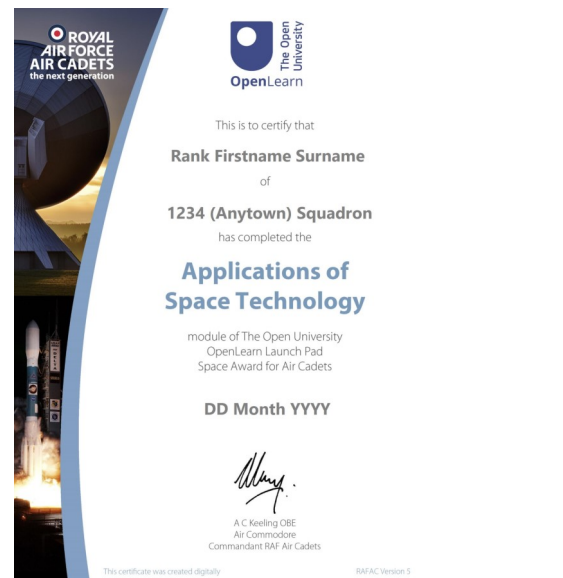 ROYAL
AIR FORCE
AIR CADETS
the next generation
The Open
University
OpenLearn
This is to certify that
Rank Firstname Surname
of
1234 (Anytown) Squadron
has completed the
Applications of
Space Technology
module of The Open University
OpenLearn Launch Pad
Space Award for Air Cadets
DD Month YYYY
A C Keeling OBE
Air Commodore
Commandant RAF Air Cadets
This certificate was created digitally
RAFAC Version 5